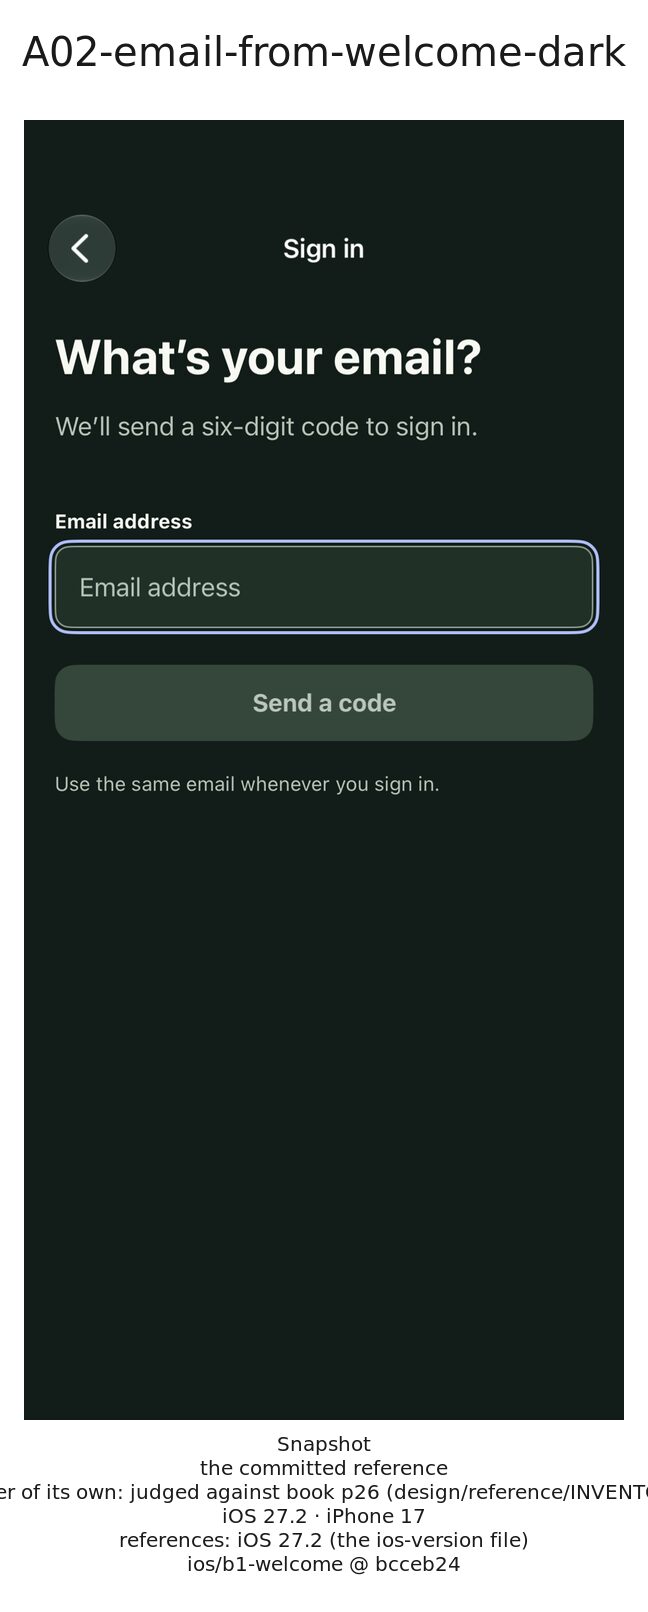 A02-email-from-welcome-dark
Sign in
What’s your email?
We’ll send a six-digit code to sign in.
Email address
Email address
Send a code
Use the same email whenever you sign in.
Snapshot
the committed reference
of its own: judged against book p26 (design/reference/
iOS 27.2 · iPhone 17
references: iOS 27.2 (the ios-version file)
ios/b1-welcome @ bcceb24